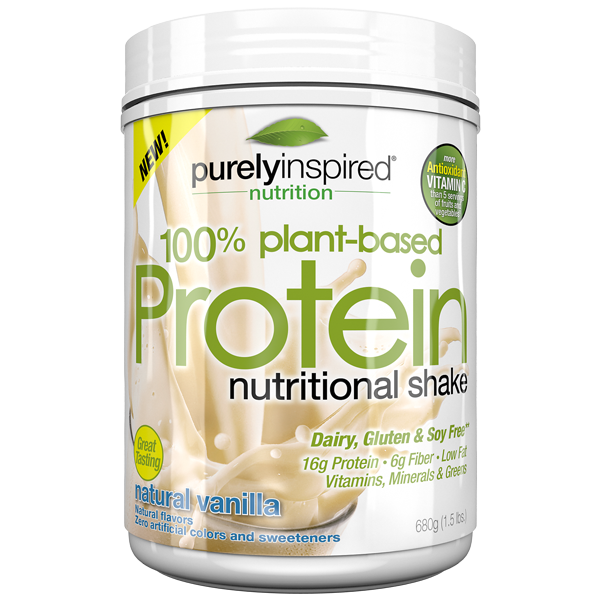 NEW!
purelyinspired®
nutrition
more
Antioxidant
VITAMIN C
than 5 servings
of fruits and
vegetables
100% plant-based
Protein
nutritional shake
Great
Tasting
Dairy, Gluten & Soy Free**
16g Protein • 6g Fiber • Low Fat
Vitamins, Minerals & Greens
natural vanilla
Natural flavors
Zero artificial colors and sweeteners
680g (1.5 lbs.)